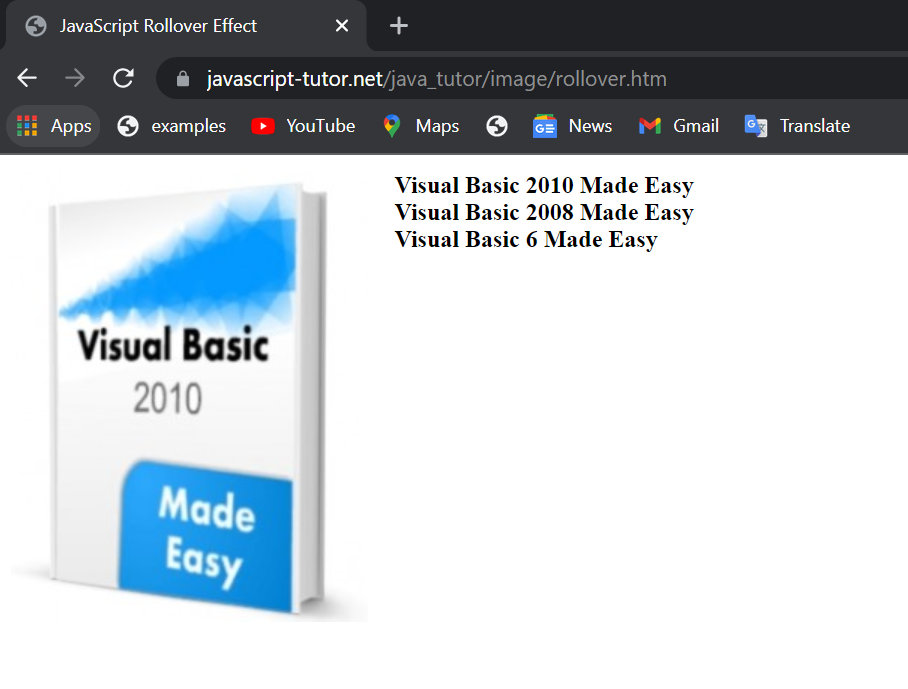 JavaScript Rollover Effect
javascript-tutor.net/java_tutor/image/rollover.htm
Apps examples YouTube Maps News Gmail Translate
Visual Basic 2010 Made Easy
Visual Basic 2008 Made Easy
Visual Basic 6 Made Easy
Visual Basic
2010
Made
Easy